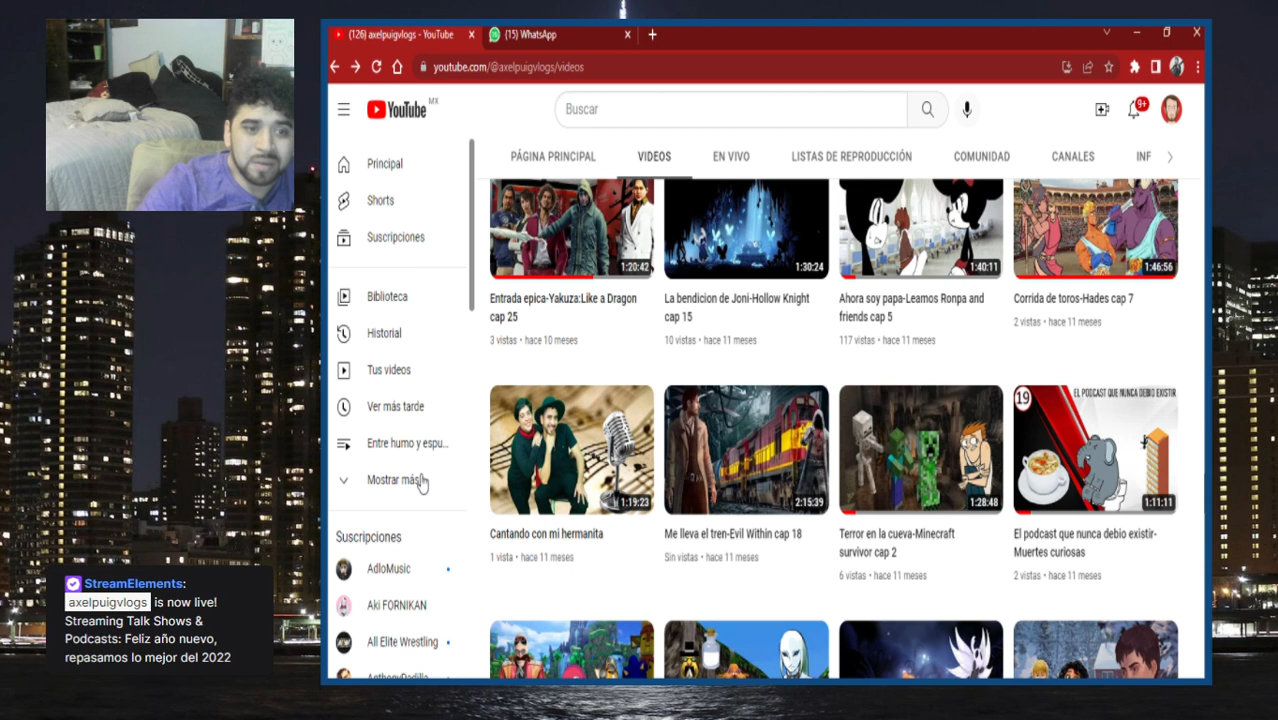 (126) axelpuigvlogs - YouTube
(15) WhatsApp
youtube.com/@axelpuigvlogs/videos
YouTube MX
Buscar
9+
Principal
Shorts
Suscripciones
Biblioteca
Historial
Tus videos
Ver más tarde
Entre humo y espu...
Mostrar más
Suscripciones
AdloMusic
Aki FORNIKAN
All Elite Wrestling
AnthonyPadilla
PÁGINA PRINCIPAL
VIDEOS
EN VIVO
LISTAS DE REPRODUCCIÓN
COMUNIDAD
CANALES
INF
1:20:42
Entrada epica-Yakuza:Like a Dragon
cap 25
3 vistas • hace 10 meses
1:30:24
La bendicion de Joni-Hollow Knight
cap 15
10 vistas • hace 11 meses
1:40:11
Ahora soy papa-Leamos Ronpa and
friends cap 5
117 vistas • hace 11 meses
1:46:56
Corrida de toros-Hades cap 7
2 vistas • hace 11 meses
1:19:23
Cantando con mi hermanita
1 vista • hace 11 meses
2:15:39
Me lleva el tren-Evil Within cap 18
Sin vistas • hace 11 meses
1:28:48
Terror en la cueva-Minecraft
survivor cap 2
6 vistas • hace 11 meses
19
EL PODCAST QUE NUNCA DEBIO EXISTIR
1:11:11
El podcast que nunca debio existir-
Muertes curiosas
2 vistas • hace 11 meses
StreamElements:
axelpuigvlogs is now live!
Streaming Talk Shows &
Podcasts: Feliz año nuevo,
repasamos lo mejor del 2022